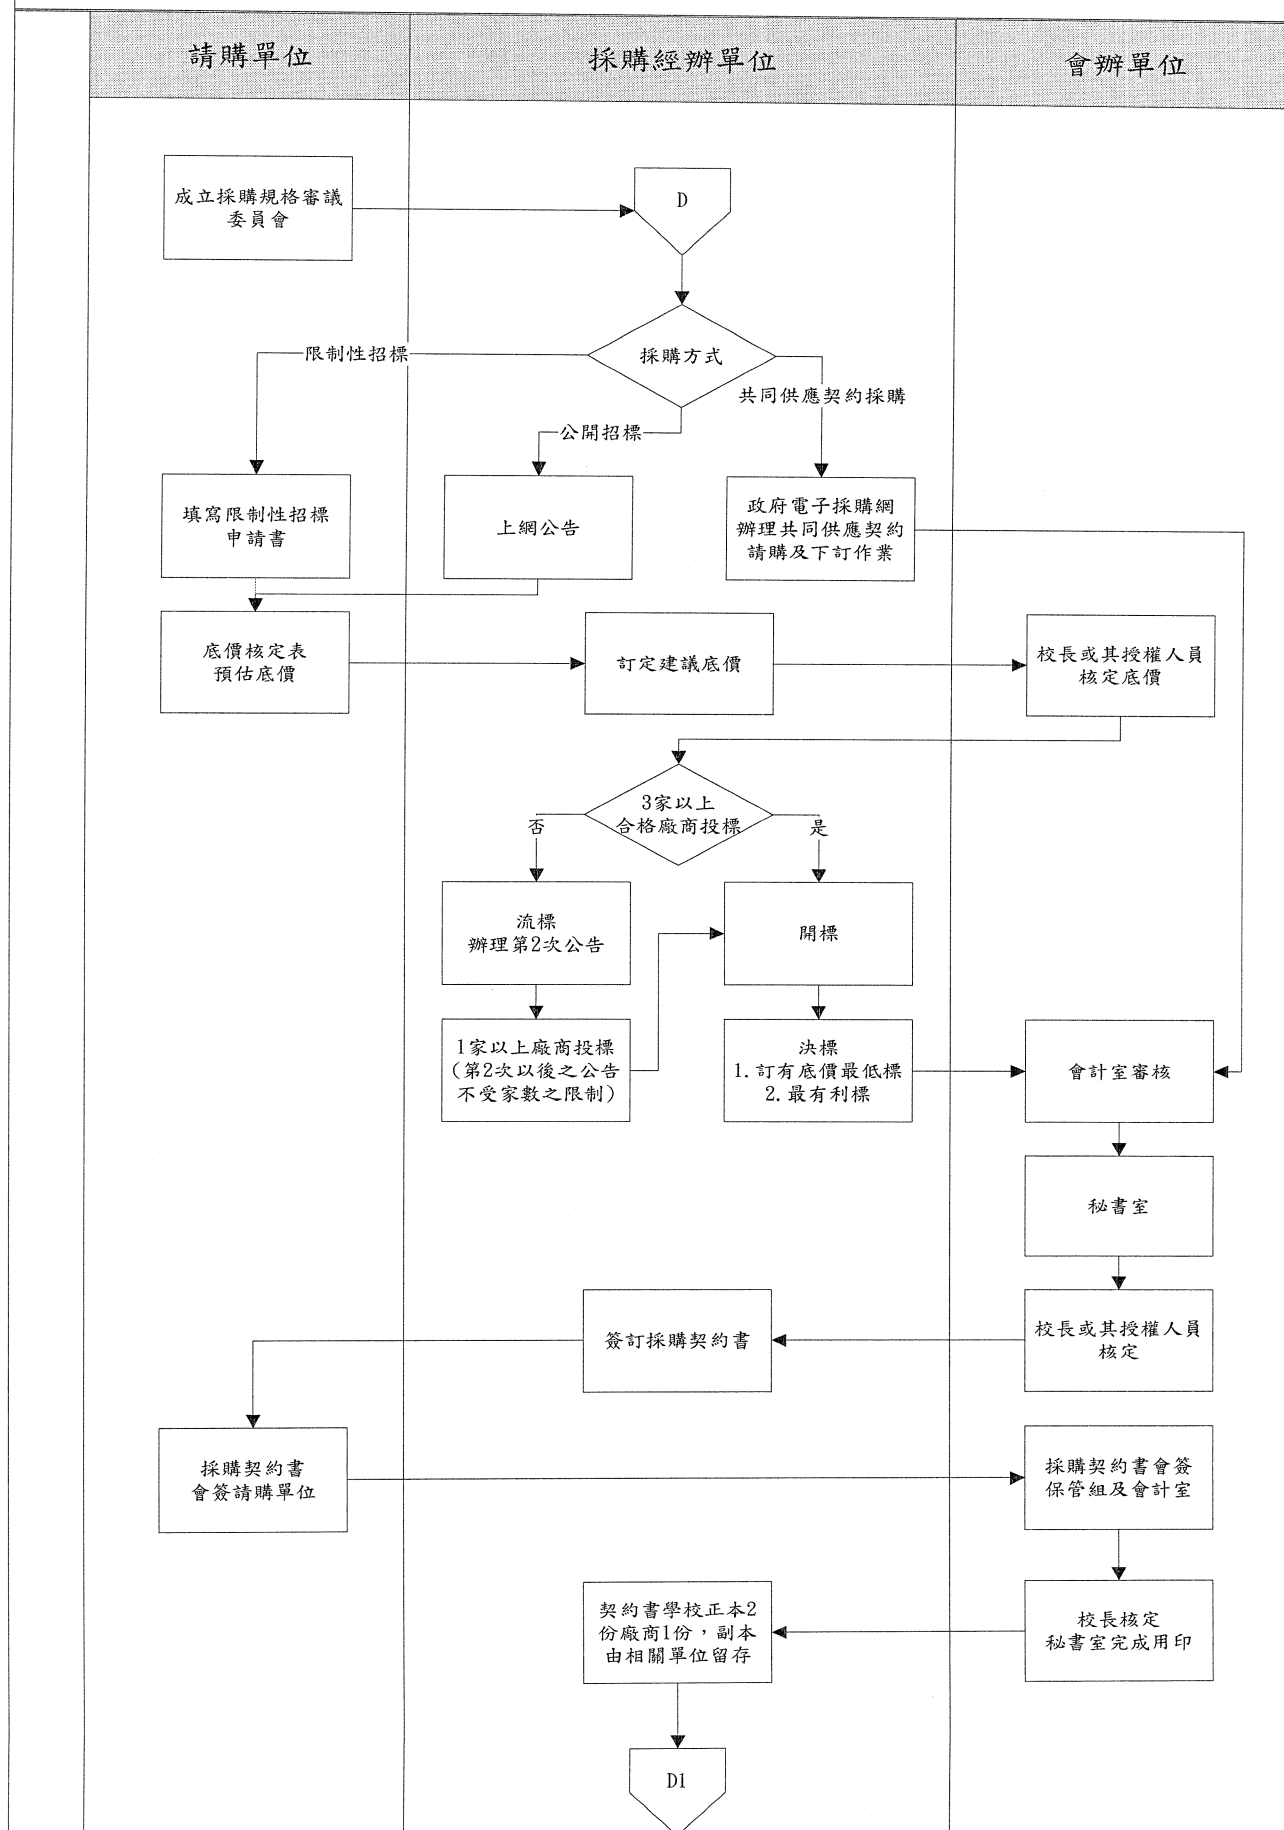 請購單位
採購經辦單位
會辦單位
成立採購規格審議
委員會
D
採購方式
限制性招標
公開招標
共同供應契約採購
填寫限制性招標
申請書
上網公告
政府電子採購網
辦理共同供應契約
請購及下訂作業
底價核定表
預估底價
訂定建議底價
校長或其授權人員
核定底價
3家以上
合格廠商投標
否
是
流標
辦理第2次公告
開標
1家以上廠商投標
(第2次以後之公告
不受家數之限制)
決標
1.訂有底價最低標
2.最有利標
會計室審核
秘書室
簽訂採購契約書
校長或其授權人員
核定
採購契約書
會簽請購單位
採購契約書會簽
保管組及會計室
契約書學校正本2
份廠商1份，副本
由相關單位留存
校長核定
秘書室完成用印
D1